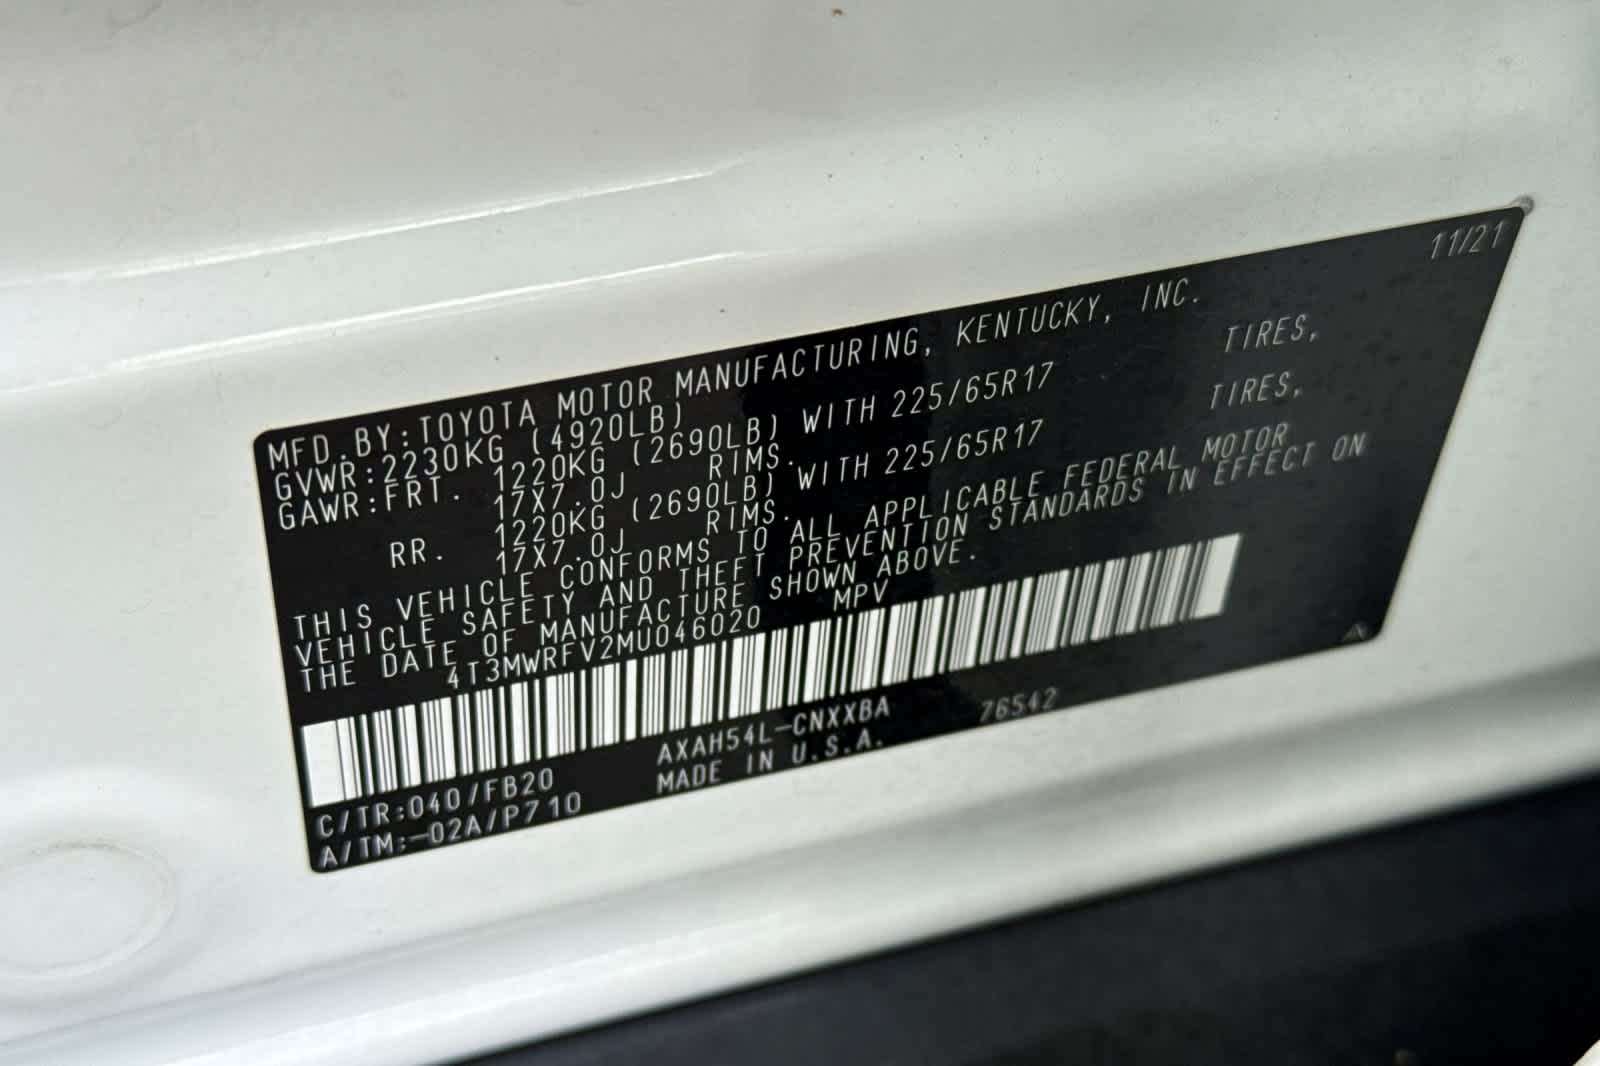 11/21
MFD.BY:TOYOTA MOTOR MANUFACTURING, KENTUCKY, INC.
GVWR:2230KG (4920LB)
GAWR:FRT. 1220KG (2690LB) WITH 225/65R17 TIRES,
17X7.0J RIMS.
RR. 1220KG (2690LB) WITH 225/65R17 TIRES,
17X7.0J RIMS.
THIS VEHICLE CONFORMS TO ALL APPLICABLE FEDERAL MOTOR
VEHICLE SAFETY AND THEFT PREVENTION STANDARDS IN EFFECT ON
THE DATE OF MANUFACTURE SHOWN ABOVE.
4T3MWRFV2MU046020 MPV
C/TR:040/FB20 AXAH54L-CNXXBA 76542
A/TM:-02A/P710 MADE IN U.S.A.
A